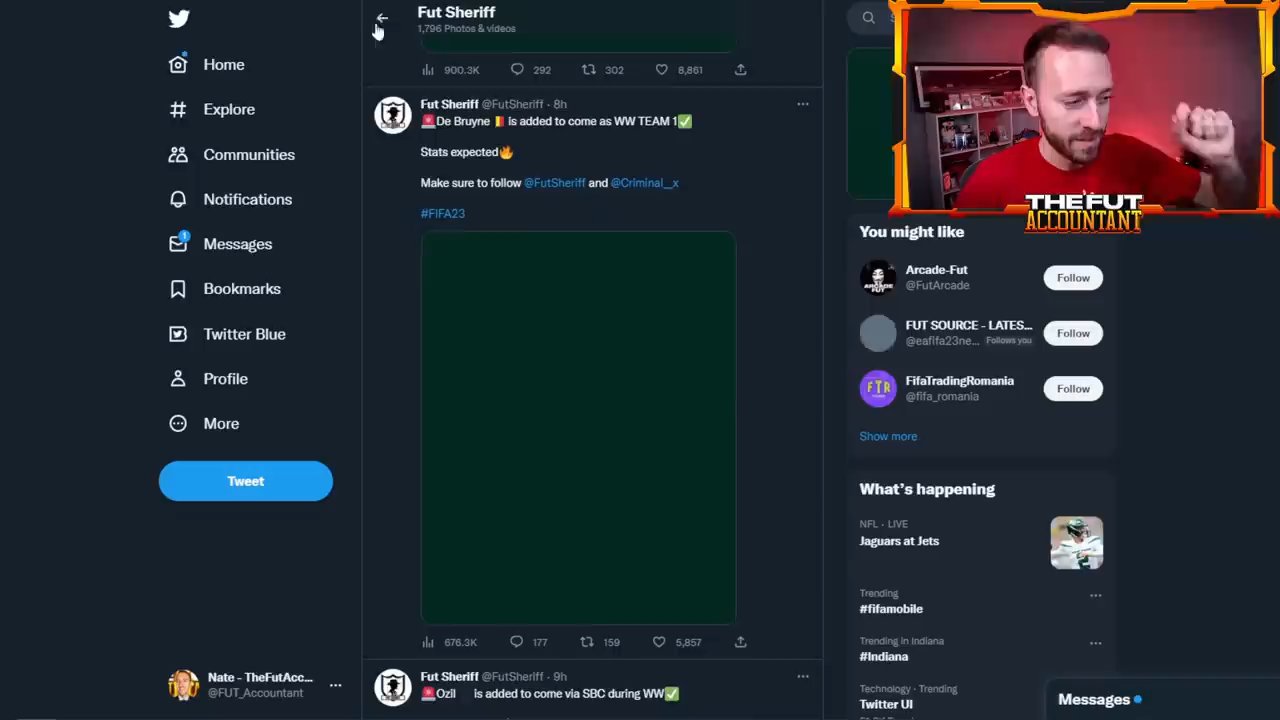 Fut Sheriff
1,796 Photos & videos
900.3K 292 302 8,861
Fut Sheriff @FutSheriff · 8h
🚨De Bruyne 🇧🇪 is added to come as WW TEAM 1✅
Stats expected🔥
Make sure to follow @FutSheriff and @Criminal__x
#FIFA23
676.3K 177 159 5,857
Fut Sheriff @FutSheriff · 9h
🚨Ozil is added to come via SBC during WW✅
Home
Explore
Communities
Notifications
1
Messages
Bookmarks
Twitter Blue
Profile
More
Tweet
Nate - TheFutAcc...
@FUT_Accountant
THE FUT
ACCOUNTANT
You might like
ARCADE-FUT
Arcade-Fut
@FutArcade
Follow
FUT SOURCE - LATES...
@eafifa23ne... Follows you
Follow
FTR
FifaTradingRomania
@fifa_romania
Follow
Show more
What's happening
NFL · LIVE
Jaguars at Jets
Trending
#fifamobile
Trending in Indiana
#Indiana
Technology · Trending
Twitter UI
Messages